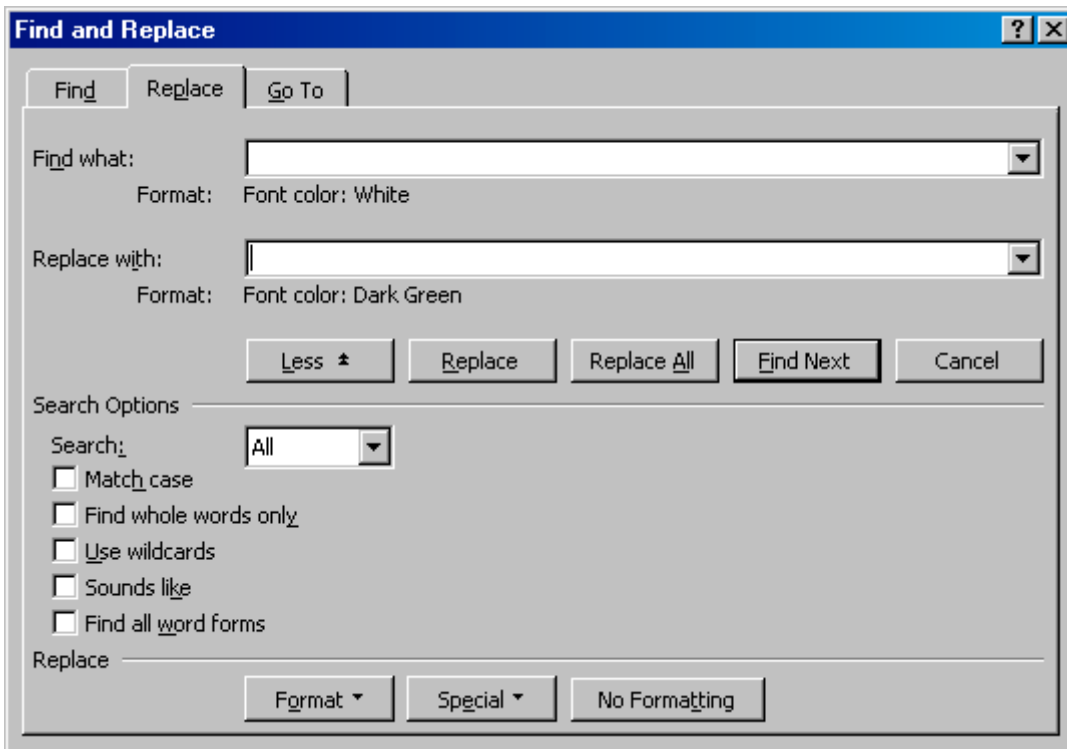 Find and Replace
Find Replace Go To
Find what:
Format: Font color: White
Replace with:
Format: Font color: Dark Green
Less Replace Replace All Find Next Cancel
Search Options
Search: All
Match case
Find whole words only
Use wildcards
Sounds like
Find all word forms
Replace
Format Special No Formatting